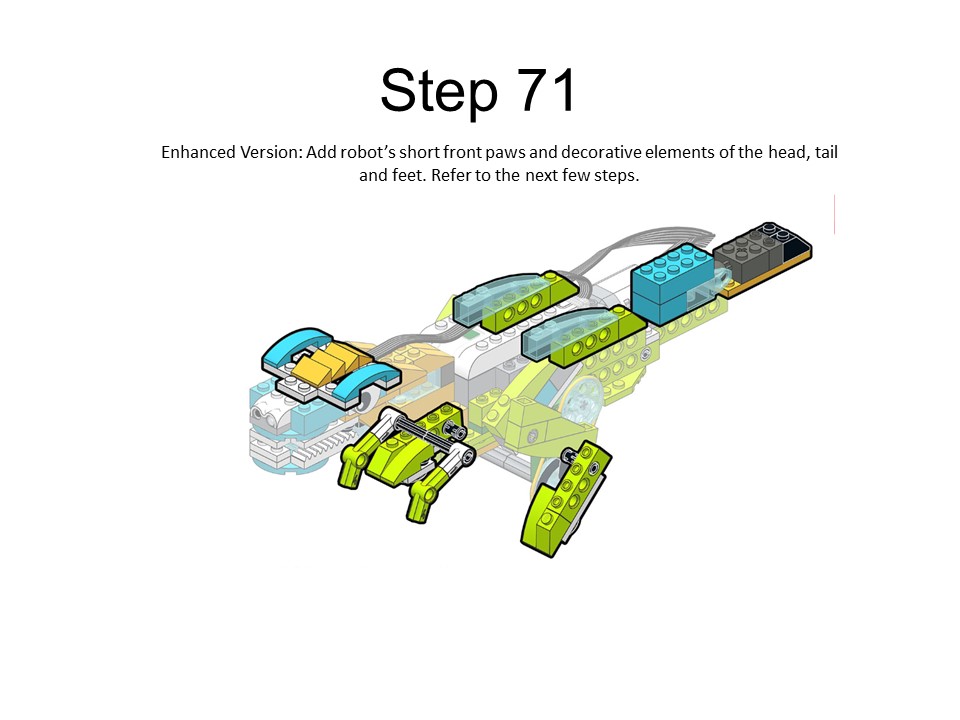 Step 71
Enhanced Version: Add robot’s short front paws and decorative elements of the head, tail
and feet. Refer to the next few steps.